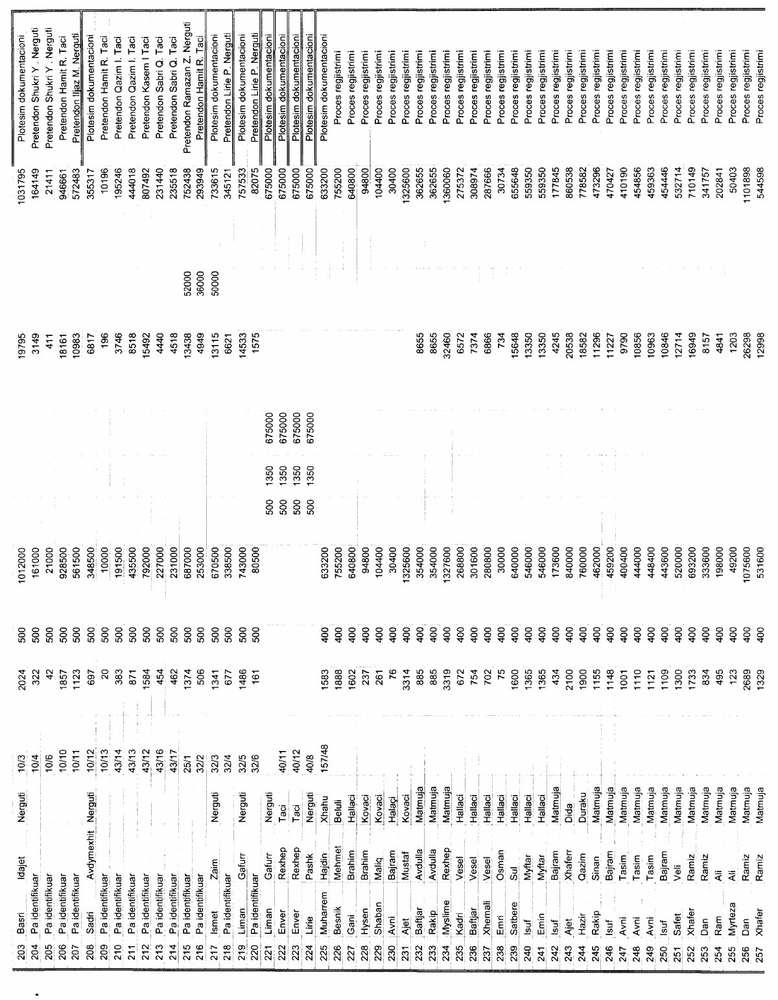 203 Basri Idajet Nerguti 10/3 2024 500 1012000 19795 1031795 Plotesim dokumentacioni
204 Pa identifikuar 10/4 322 500 161000 3149 164149 Pretendon Shukri Y . Nerguti
205 Pa identifikuar 10/6 42 500 21000 411 21411 Pretendon Shukri Y . Nerguti
206 Pa identifikuar 10/10 1857 500 928500 18161 946661 Pretendon Hamit R. Taci
207 Pa identifikuar 10/11 1123 500 561500 10983 572483 Pretendon Iljaz M. Nerguti
208 Sadri Avdymexhit Nerguti 10/12 697 500 348500 6817 355317 Plotesim dokumentacioni
209 Pa identifikuar 10/13 20 500 10000 196 10196 Pretendon Hamit R. Taci
210 Pa identifikuar 43/14 383 500 191500 3746 195246 Pretendon Qazim I. Taci
211 Pa identifikuar 43/13 871 500 435500 8518 444018 Pretendon Qazim I. Taci
212 Pa identifikuar 43/12 1584 500 792000 15492 807492 Pretendon Kasem I Taci
213 Pa identifikuar 43/16 454 500 227000 4440 231440 Pretendon Sabri Q. Taci
214 Pa identifikuar 43/17 462 500 231000 4518 235518 Pretendon Sabri Q. Taci
215 Pa identifikuar 25/1 1374 500 687000 13438 52000 752438 Pretendon Ramazan Z. Nerguti
216 Pa identifikuar 32/2 506 500 253000 4949 36000 293949 Pretendon Hamit R. Taci
217 Ismet Zaim Nerguti 32/3 1341 500 670500 13115 50000 733615 Plotesim dokumentacioni
218 Pa identifikuar 32/4 677 500 338500 6621 345121 Pretendon Lirie P. Nerguti
219 Liman Gafurr Nerguti 32/5 1486 500 743000 14533 757533 Plotesim dokumentacioni
220 Pa identifikuar 32/6 161 500 80500 1575 82075 Pretendon Lirie P. Nerguti
221 Liman Gafurr Nerguti 500 1350 675000 675000 Plotesim dokumentacioni
222 Enver Rexhep Taci 40/11 500 1350 675000 675000 Plotesim dokumentacioni
223 Enver Rexhep Taci 40/12 500 1350 675000 675000 Plotesim dokumentacioni
224 Lirie Pashk Nerguti 40/8 500 1350 675000 675000 Plotesim dokumentacioni
225 Muharrem Hajdin Xhahu 157/48 1583 400 633200 633200 Plotesim dokumentacioni
226 Besnik Mehmet Beluli 1888 400 755200 755200 Proces regjistrimi
227 Gani Brahim Hallaci 1602 400 640800 640800 Proces regjistrimi
228 Hysen Brahim Kovaci 237 400 94800 94800 Proces regjistrimi
229 Shaban Maliq Kovaci 261 400 104400 104400 Proces regjistrimi
230 Avni Bajram Halaçi 76 400 30400 30400 Proces regjistrimi
231 Ajet Mustaf Kovaci 3314 400 1325600 1325600 Proces regjistrimi
232 Baftjar Avdulla Matmuja 885 400 354000 8655 362655 Proces regjistrimi
233 Rakip Avdulla Matmuja 885 400 354000 8655 362655 Proces regjistrimi
234 Myslime Rexhep Matmuja 3319 400 1327600 32460 1360060 Proces regjistrimi
235 Kadri Vesel Hallaci 672 400 268800 6572 275372 Proces regjistrimi
236 Baftjar Vesel Hallaci 754 400 301600 7374 308974 Proces regjistrimi
237 Xhemali Vesel Hallaci 702 400 280800 6866 287666 Proces regjistrimi
238 Emri Osman Hallaci 75 400 30000 734 30734 Proces regjistrimi
239 Satbere Sul Hallaci 1600 400 640000 15648 655648 Proces regjistrimi
240 Isuf Myftar Hallaci 1365 400 546000 13350 559350 Proces regjistrimi
241 Emin Myftar Hallaci 1365 400 546000 13350 559350 Proces regjistrimi
242 Isuf Bajram Matmuja 434 400 173600 4245 177845 Proces regjistrimi
243 Ajet Xhaferr Dida 2100 400 840000 20538 860538 Proces regjistrimi
244 Hazir Qazim Duraku 1900 400 760000 18582 778582 Proces regjistrimi
245 Rakip Sinan Matmuja 1155 400 462000 11296 473296 Proces regjistrimi
246 Isuf Bajram Matmuja 1148 400 459200 11227 470427 Proces regjistrimi
247 Avni Tasim Matmuja 1001 400 400400 9790 410190 Proces regjistrimi
248 Avni Tasim Matmuja 1110 400 444000 10856 454856 Proces regjistrimi
249 Avni Tasim Matmuja 1121 400 448400 10963 459363 Proces regjistrimi
250 Isuf Bajram Matmuja 1109 400 443600 10846 454446 Proces regjistrimi
251 Safet Veli Matmuja 1300 400 520000 12714 532714 Proces regjistrimi
252 Xhafer Ramiz Matmuja 1733 400 693200 16949 710149 Proces regjistrimi
253 Dan Ramiz Matmuja 834 400 333600 8157 341757 Proces regjistrimi
254 Ram Ali Matmuja 495 400 198000 4841 202841 Proces regjistrimi
255 Myrteza Ali Matmuja 123 400 49200 1203 50403 Proces regjistrimi
256 Dan Ramiz Matmuja 2689 400 1075600 26298 1101898 Proces regjistrimi
257 Xhafer Ramiz Matmuja 1329 400 531600 12998 544598 Proces regjistrimi